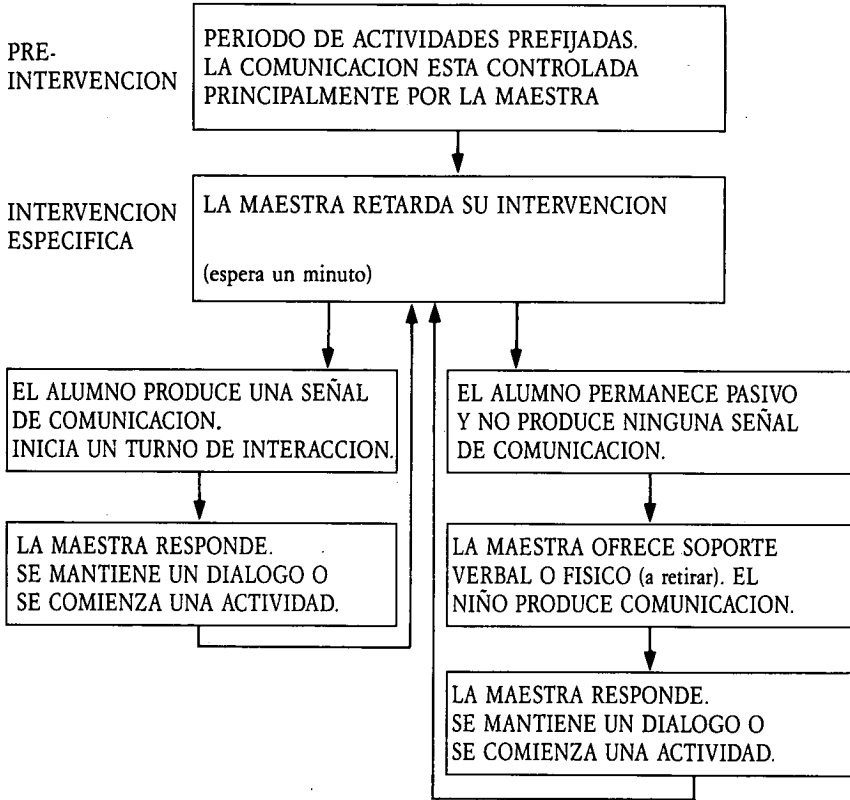 PRE-
INTERVENCION
PERIODO DE ACTIVIDADES PREFIJADAS.
LA COMUNICACION ESTA CONTROLADA
PRINCIPALMENTE POR LA MAESTRA
INTERVENCION
ESPECIFICA
LA MAESTRA RETARDA SU INTERVENCION
(espera un minuto)
EL ALUMNO PRODUCE UNA SEÑAL
DE COMUNICACION.
INICIA UN TURNO DE INTERACCION.
LA MAESTRA RESPONDE.
SE MANTIENE UN DIALOGO O
SE COMIENZA UNA ACTIVIDAD.
EL ALUMNO PERMANECE PASIVO
Y NO PRODUCE NINGUNA SEÑAL
DE COMUNICACION.
LA MAESTRA OFRECE SOPORTE
VERBAL O FISICO (a retirar). EL
NIÑO PRODUCE COMUNICACION.
LA MAESTRA RESPONDE.
SE MANTIENE UN DIALOGO O
SE COMIENZA UNA ACTIVIDAD.